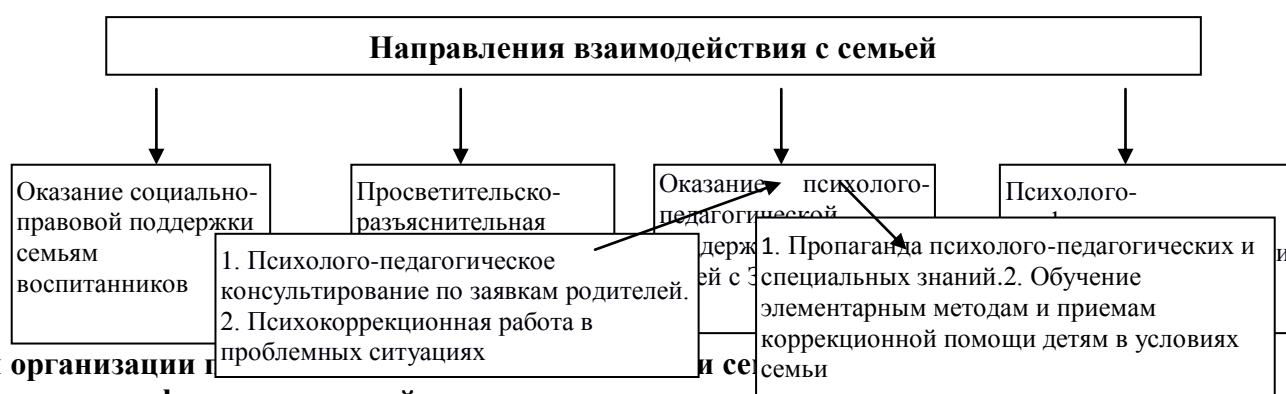 Направления взаимодействия с семьей
Оказание социально-
правовой поддержки
семьям
воспитанников
Просветительско-
разъяснительная
Оказание психолого-
педагогической
Психолого-
1. Психолого-педагогическое
консультирование по заявкам родителей.
2. Психокоррекционная работа в
проблемных ситуациях
1. Пропаганда психолого-педагогических и
специальных знаний.2. Обучение
элементарным методам и приемам
коррекционной помощи детям в условиях
семьи
организации